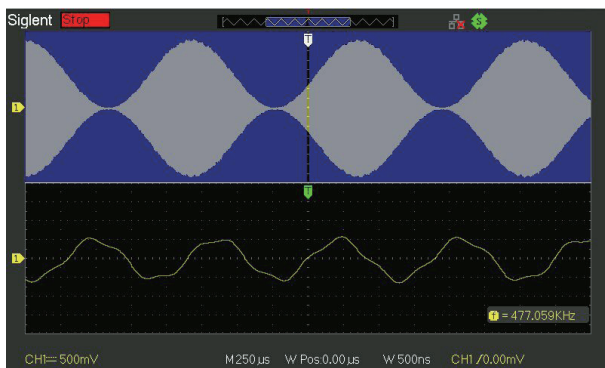 Siglent Stop
S
T
1
T
1
f = 477.059KHz
CH1 500mV M 250µs W Pos:0.00µs W 500ns CH1 / 0.00mV